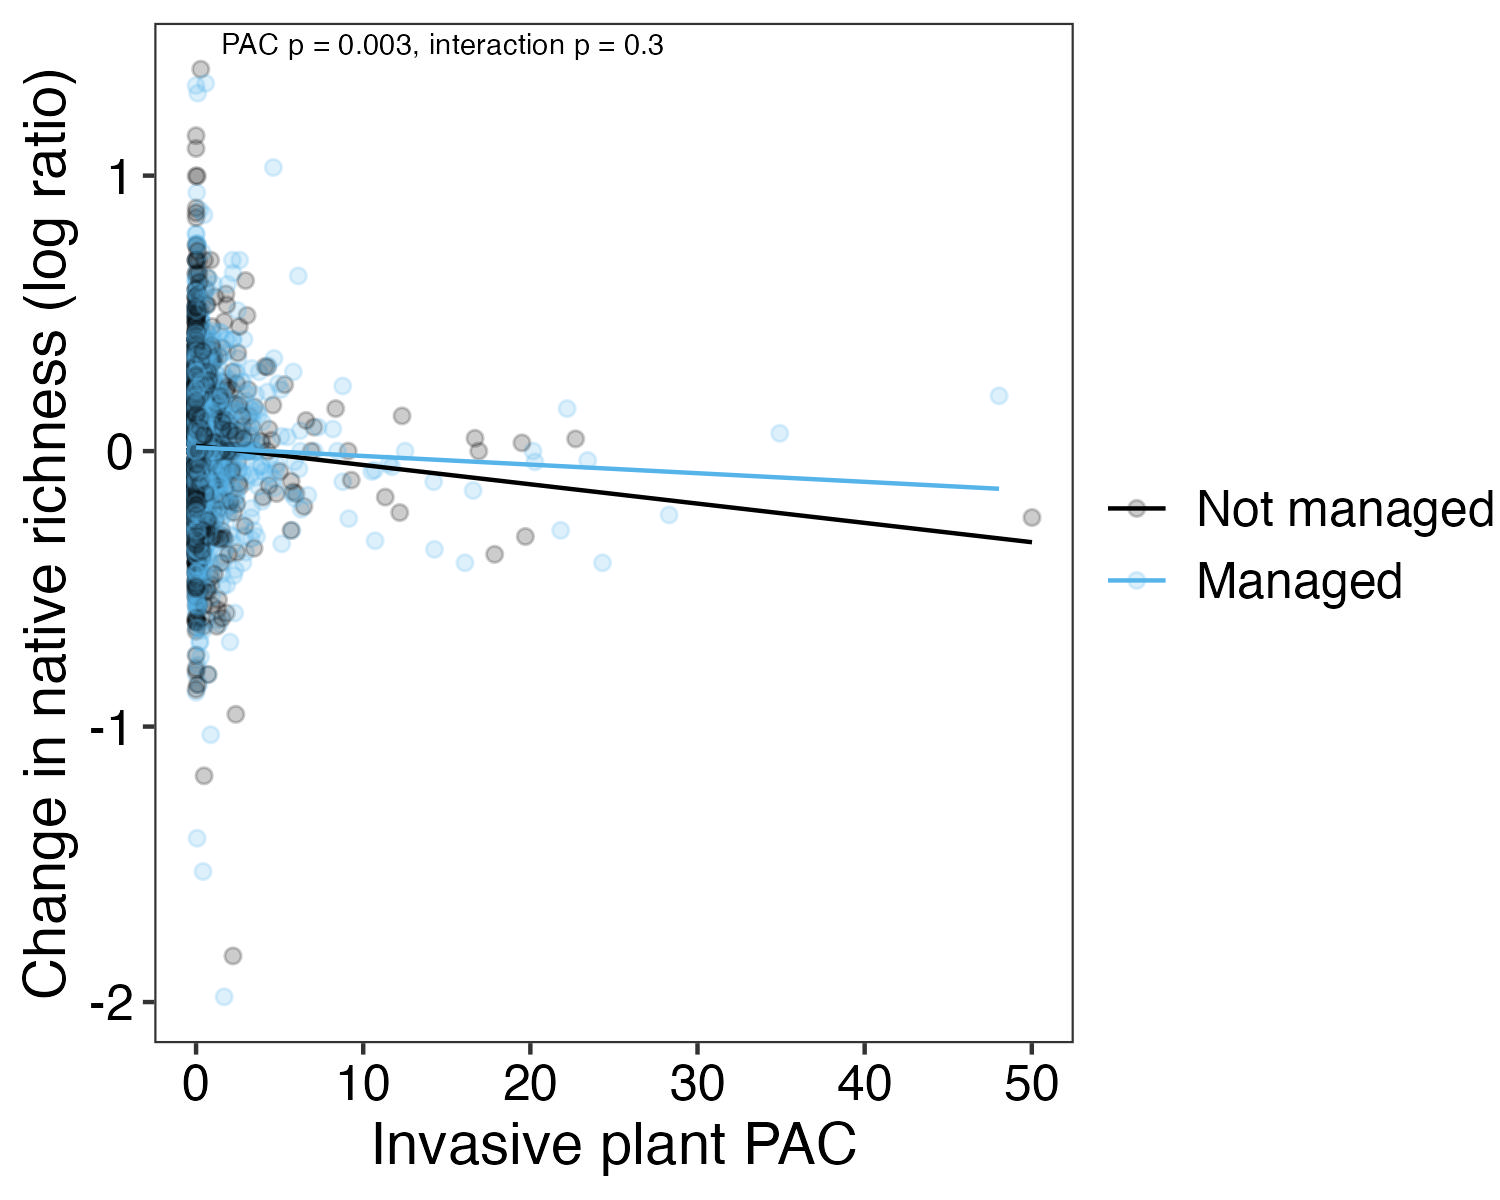 PAC p = 0.003, interaction p = 0.3
Change in native richness (log ratio)
1
0
-1
-2
0 10 20 30 40 50
Invasive plant PAC
Not managed
Managed